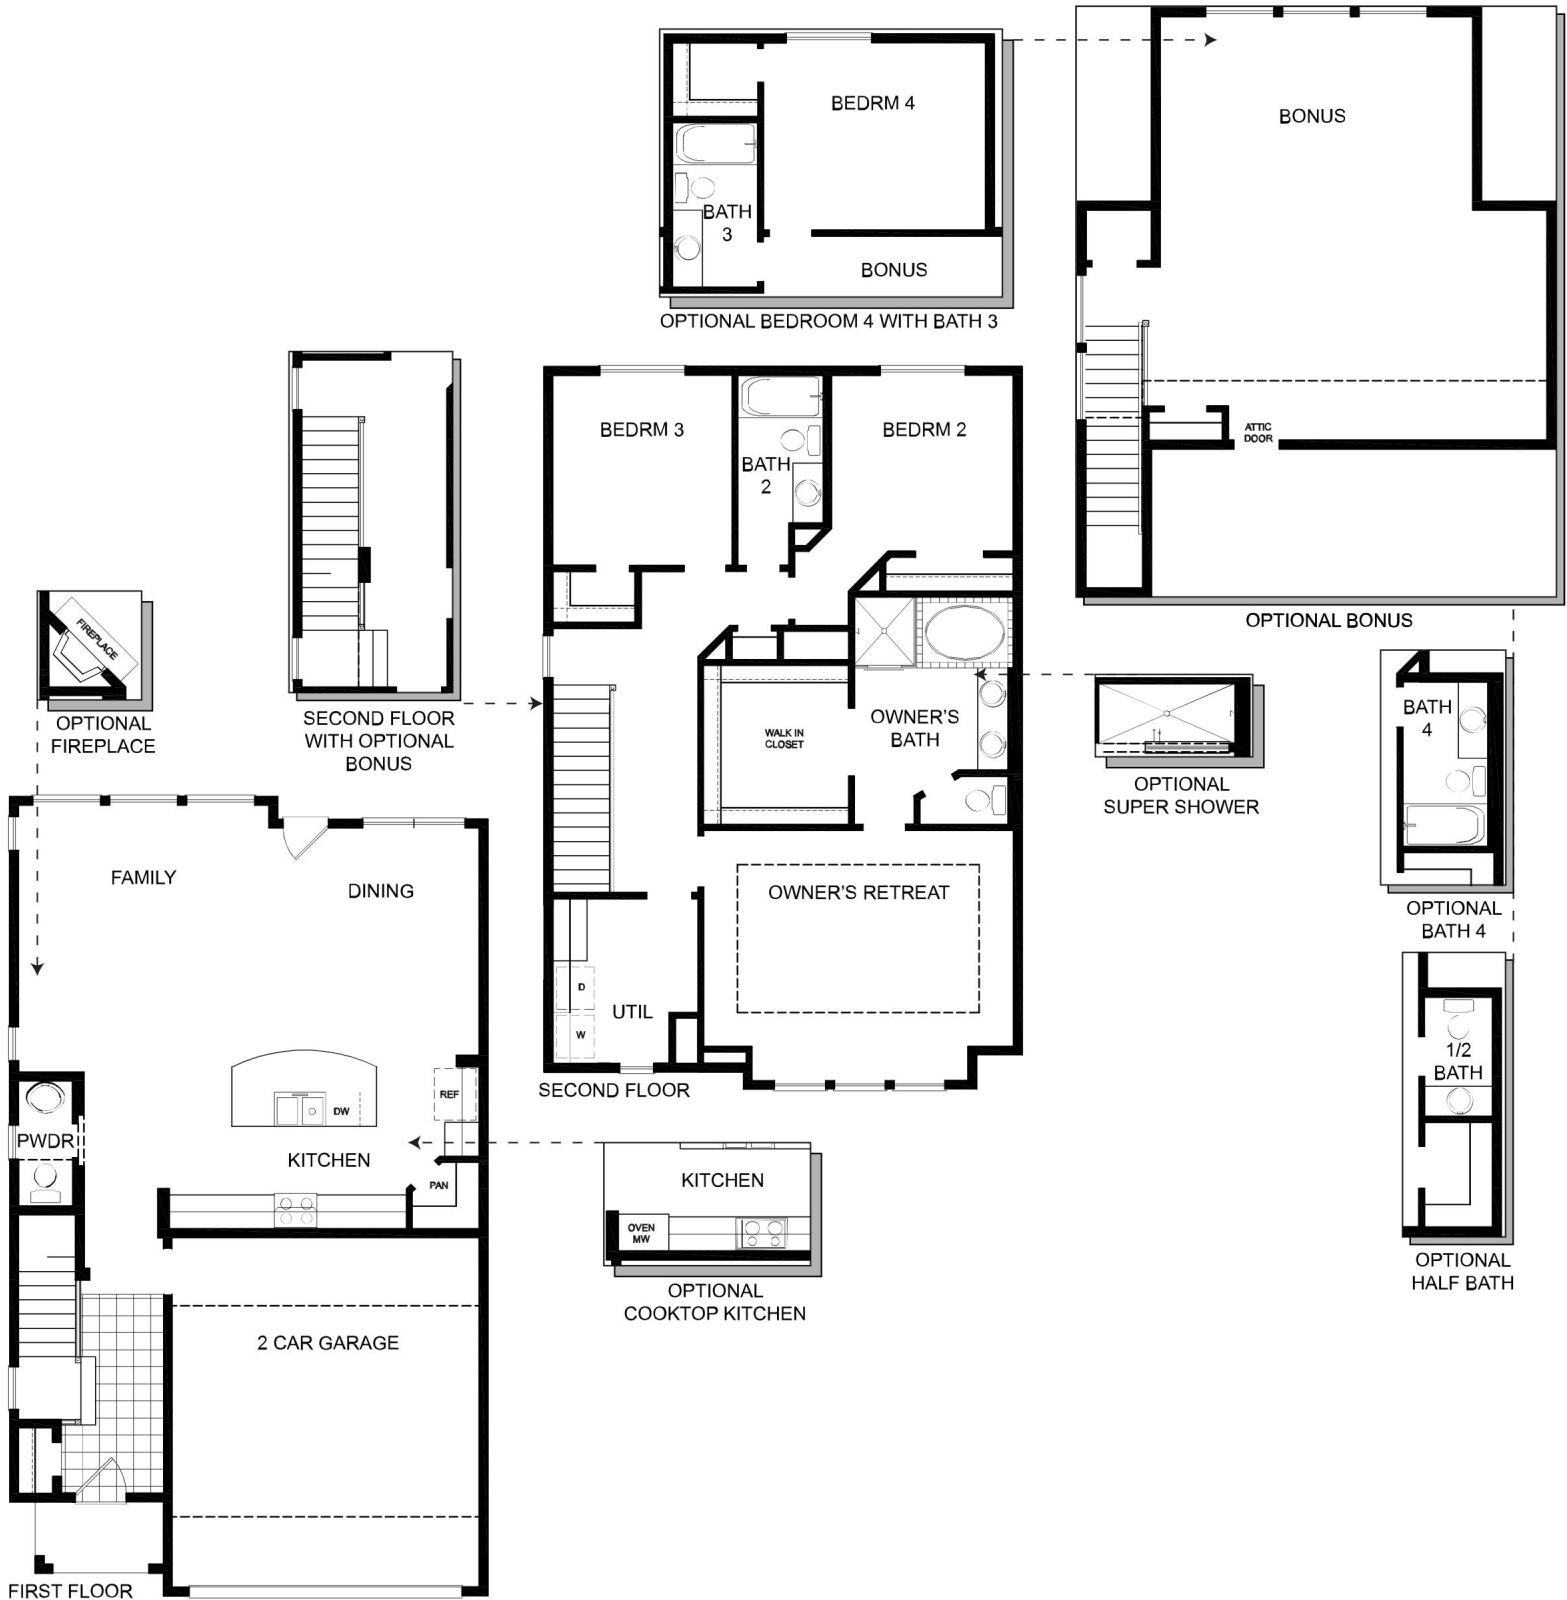 BEDRM 4
BATH
3
BONUS
OPTIONAL BEDROOM 4 WITH BATH 3
BONUS
ATTIC
DOOR
OPTIONAL BONUS
SECOND FLOOR
WITH OPTIONAL
BONUS
BEDRM 3
BATH
2
BEDRM 2
WALK IN
CLOSET
OWNER'S
BATH
OWNER'S RETREAT
D
W
UTIL
SECOND FLOOR
FIREPLACE
OPTIONAL
FIREPLACE
OPTIONAL
SUPER SHOWER
BATH
4
OPTIONAL
BATH 4
1/2
BATH
OPTIONAL
HALF BATH
FAMILY
DINING
REF
DW
PWDR
KITCHEN
PAN
2 CAR GARAGE
FIRST FLOOR
KITCHEN
OVEN
MW
OPTIONAL
COOKTOP KITCHEN